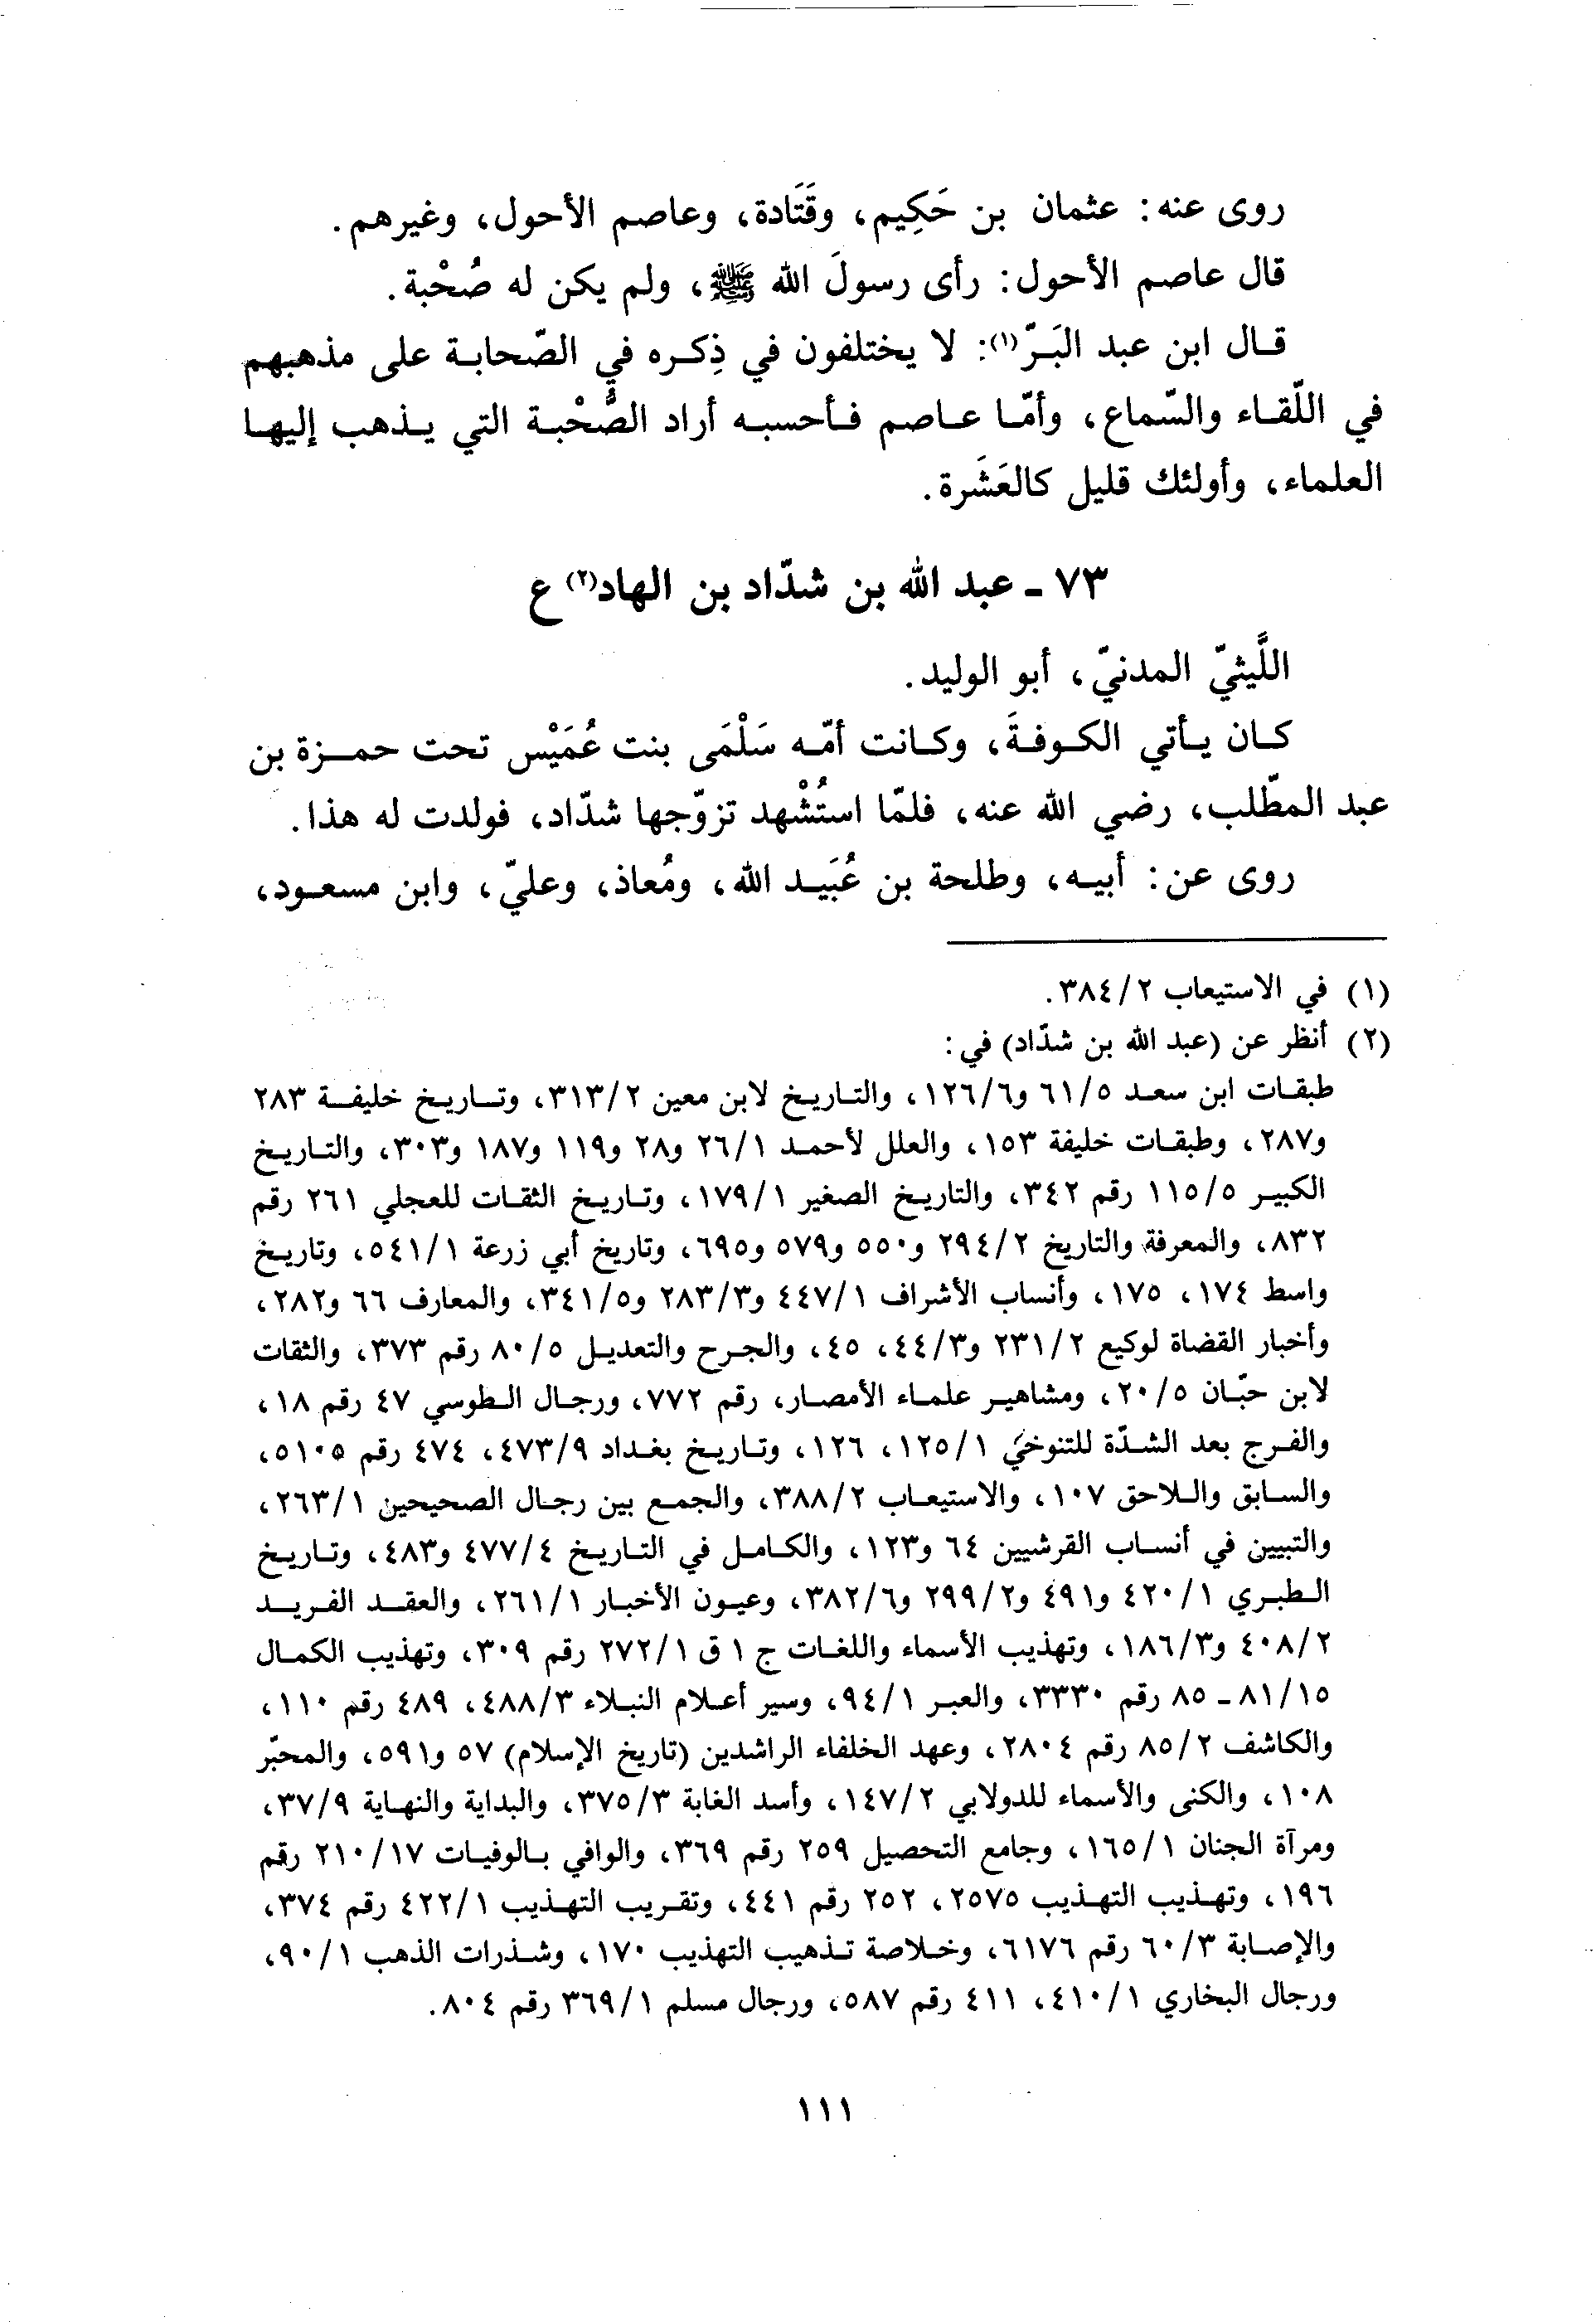 روى عنه: عثمان بن حَكِيم، وقَتَادة، وعاصم الأحول، وغيرهم.
قال عاصم الأحول: رأى رسولَ الله ﷺ، ولم يكن له صُحْبة.
قال ابن عبد البَرّ(١): لا يختلفون في ذِكره في الصّحابة على مذهبهم
في اللّقاء والسّماع، وأمّا عاصم فأحسبه أراد الصُّحْبة التي يذهب إليها
العلماء، وأولئك قليل كالعَشَرة.
٧٣ ـ عبد الله بن شدّاد بن الهاد(٢) ع
اللَّيثيّ المدنيّ، أبو الوليد.
كان يأتي الكوفةَ، وكانت أمّه سَلْمَى بنت عُمَيْس تحت حمزة بن
عبد المطّلب، رضي الله عنه، فلمّا استُشْهد تزوّجها شدّاد، فولدت له هذا.
روى عن: أبيه، وطلحة بن عُبَيد الله، ومُعاذ، وعليّ، وابن مسعود،
(١) في الاستيعاب ٣٨٤/٢.
(٢) أنظر عن (عبد الله بن شدّاد) في:
طبقات ابن سعد ٦١/٥ و١٢٦/٦، والتاريخ لابن معين ٣١٣/٢، وتاريخ خليفة ٢٨٣
و٢٨٧، وطبقات خليفة ١٥٣، والعلل لأحمد ٢٦/١ و٢٨ و١١٩ و١٨٧ و٣٠٣، والتاريخ
الكبير ١١٥/٥ رقم ٣٤٢، والتاريخ الصغير ١٧٩/١، وتاريخ الثقات للعجلي ٢٦١ رقم
٨٣٢، والمعرفة والتاريخ ٢٩٤/٢ و٥٥٠ و٥٧٩ و٦٩٥، وتاريخ أبي زرعة ٥٤١/١، وتاريخ
واسط ١٧٤، ١٧٥، وأنساب الأشراف ٤٤٧/١ و٢٨٣/٣ و٣٤١/٥، والمعارف ٦٦ و٢٨٢،
وأخبار القضاة لوكيع ٢٣١/٢ و٤٤/٣، ٤٥، والجرح والتعديل ٨٠/٥ رقم ٣٧٣، والثقات
لابن حبّان ٢٠/٥، ومشاهير علماء الأمصار، رقم ٧٧٢، ورجال الطوسي ٤٧ رقم ١٨،
والفرج بعد الشدّة للتنوخي ١٢٥/١، ١٢٦، وتاريخ بغداد ٤٧٣/٩، ٤٧٤ رقم ٥١٠٥،
والسابق واللاحق ١٠٧، والاستيعاب ٣٨٨/٢، والجمع بين رجال الصحيحين ٢٦٣/١،
والتبيين في أنساب القرشيين ٦٤ و١٢٣، والكامل في التاريخ ٤٧٧/٤ و٤٨٣، وتاريخ
الطبري ٤٢٠/١ و٤٩١ و٢٩٩/٢ و٣٨٢/٦، وعيون الأخبار ٢٦١/١، والعقد الفريد
٤٠٨/٢ و١٨٦/٣، وتهذيب الأسماء واللغات ج ١ ق ٢٧٢/١ رقم ٣٠٩، وتهذيب الكمال
٨١/١٥ ـ ٨٥ رقم ٣٣٣٠، والعبر ٩٤/١، وسير أعلام النبلاء ٤٨٨/٣، ٤٨٩ رقم ١١٠،
والكاشف ٨٥/٢ رقم ٢٨٠٤، وعهد الخلفاء الراشدين (تاريخ الإسلام) ٥٧ و٥٩١، والمحبّر
١٠٨، والكنى والأسماء للدولابي ١٤٧/٢، وأسد الغابة ٣٧٥/٣، والبداية والنهاية ٣٧/٩،
ومرآة الجنان ١٦٥/١، وجامع التحصيل ٢٥٩ رقم ٣٦٩، والوافي بالوفيات ٢١٠/١٧ رقم
١٩٦، وتهذيب التهذيب ٢٥٧٥، ٢٥٢ رقم ٤٤١، وتقريب التهذيب ٤٢٢/١ رقم ٣٧٤،
والإصابة ٦٠/٣ رقم ٦١٧٦، وخلاصة تذهيب التهذيب ١٧٠، وشذرات الذهب ٩٠/١،
ورجال البخاري ٤١٠/١، ٤١١ رقم ٥٨٧، ورجال مسلم ٣٦٩/١ رقم ٨٠٤.
١١١